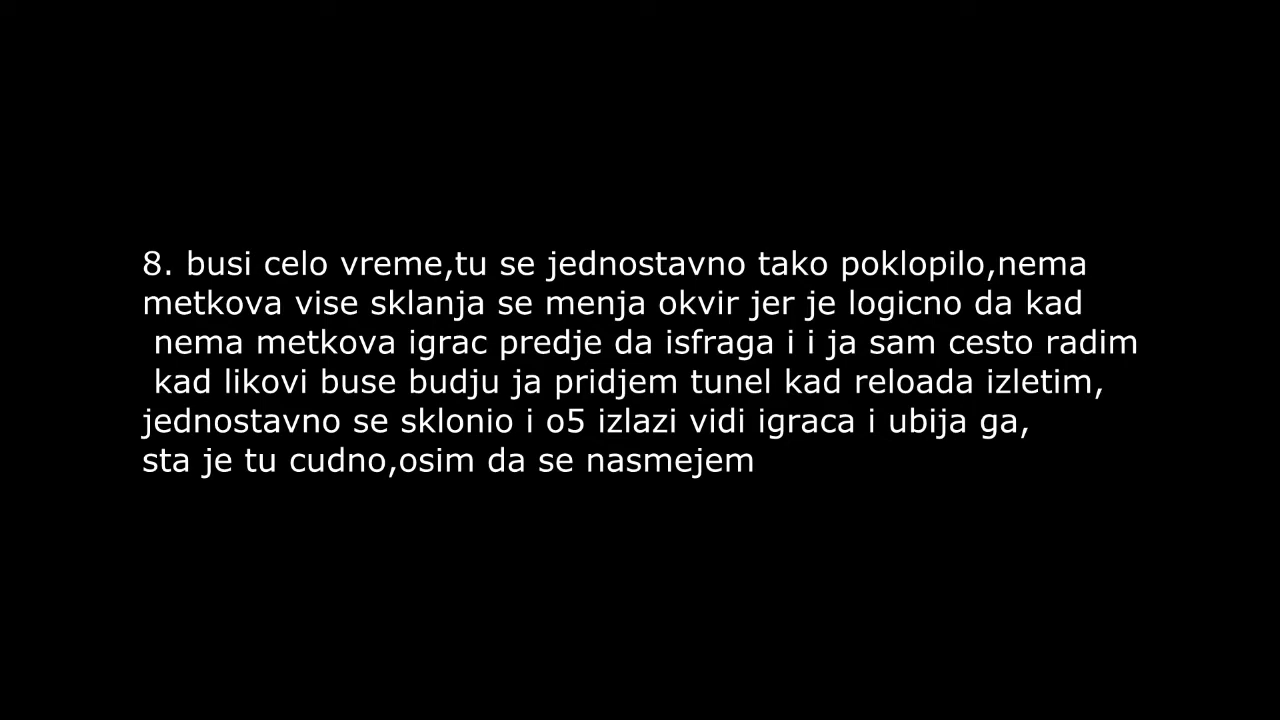 8. busi celo vreme,tu se jednostavno tako poklopilo,nema
metkova vise sklanja se menja okvir jer je logicno da kad
nema metkova igrac predje da isfraga i i ja sam cesto radim
kad likovi buse budju ja pridjem tunel kad reloada izletim,
jednostavno se sklonio i o5 izlazi vidi igraca i ubija ga,
sta je tu cudno,osim da se nasmejem